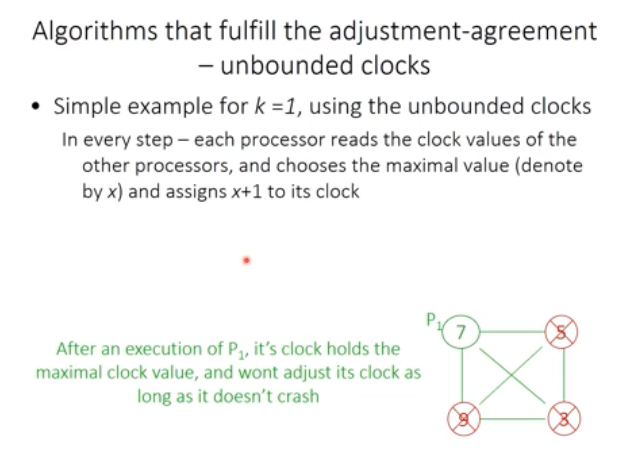 Algorithms that fulfill the adjustment-agreement
– unbounded clocks
• Simple example for k =1, using the unbounded clocks
In every step – each processor reads the clock values of the
other processors, and chooses the maximal value (denote
by x) and assigns x+1 to its clock
P1
7
5
After an execution of P1, it's clock holds the
maximal clock value, and wont adjust its clock as
long as it doesn't crash
3